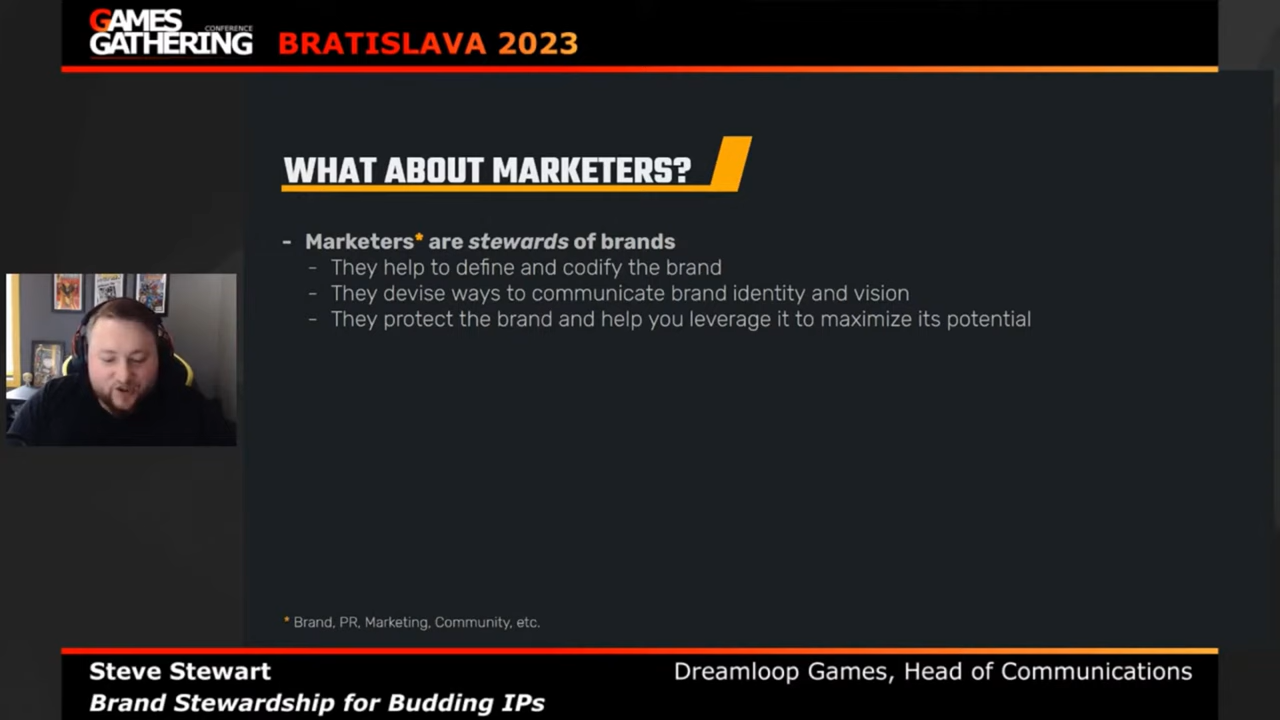 GAMES
CONFERENCE
GATHERING
BRATISLAVA 2023
WHAT ABOUT MARKETERS?
- Marketers* are stewards of brands
- They help to define and codify the brand
- They devise ways to communicate brand identity and vision
- They protect the brand and help you leverage it to maximize its potential
* Brand, PR, Marketing, Community, etc.
Steve Stewart
Dreamloop Games, Head of Communications
Brand Stewardship for Budding IPs